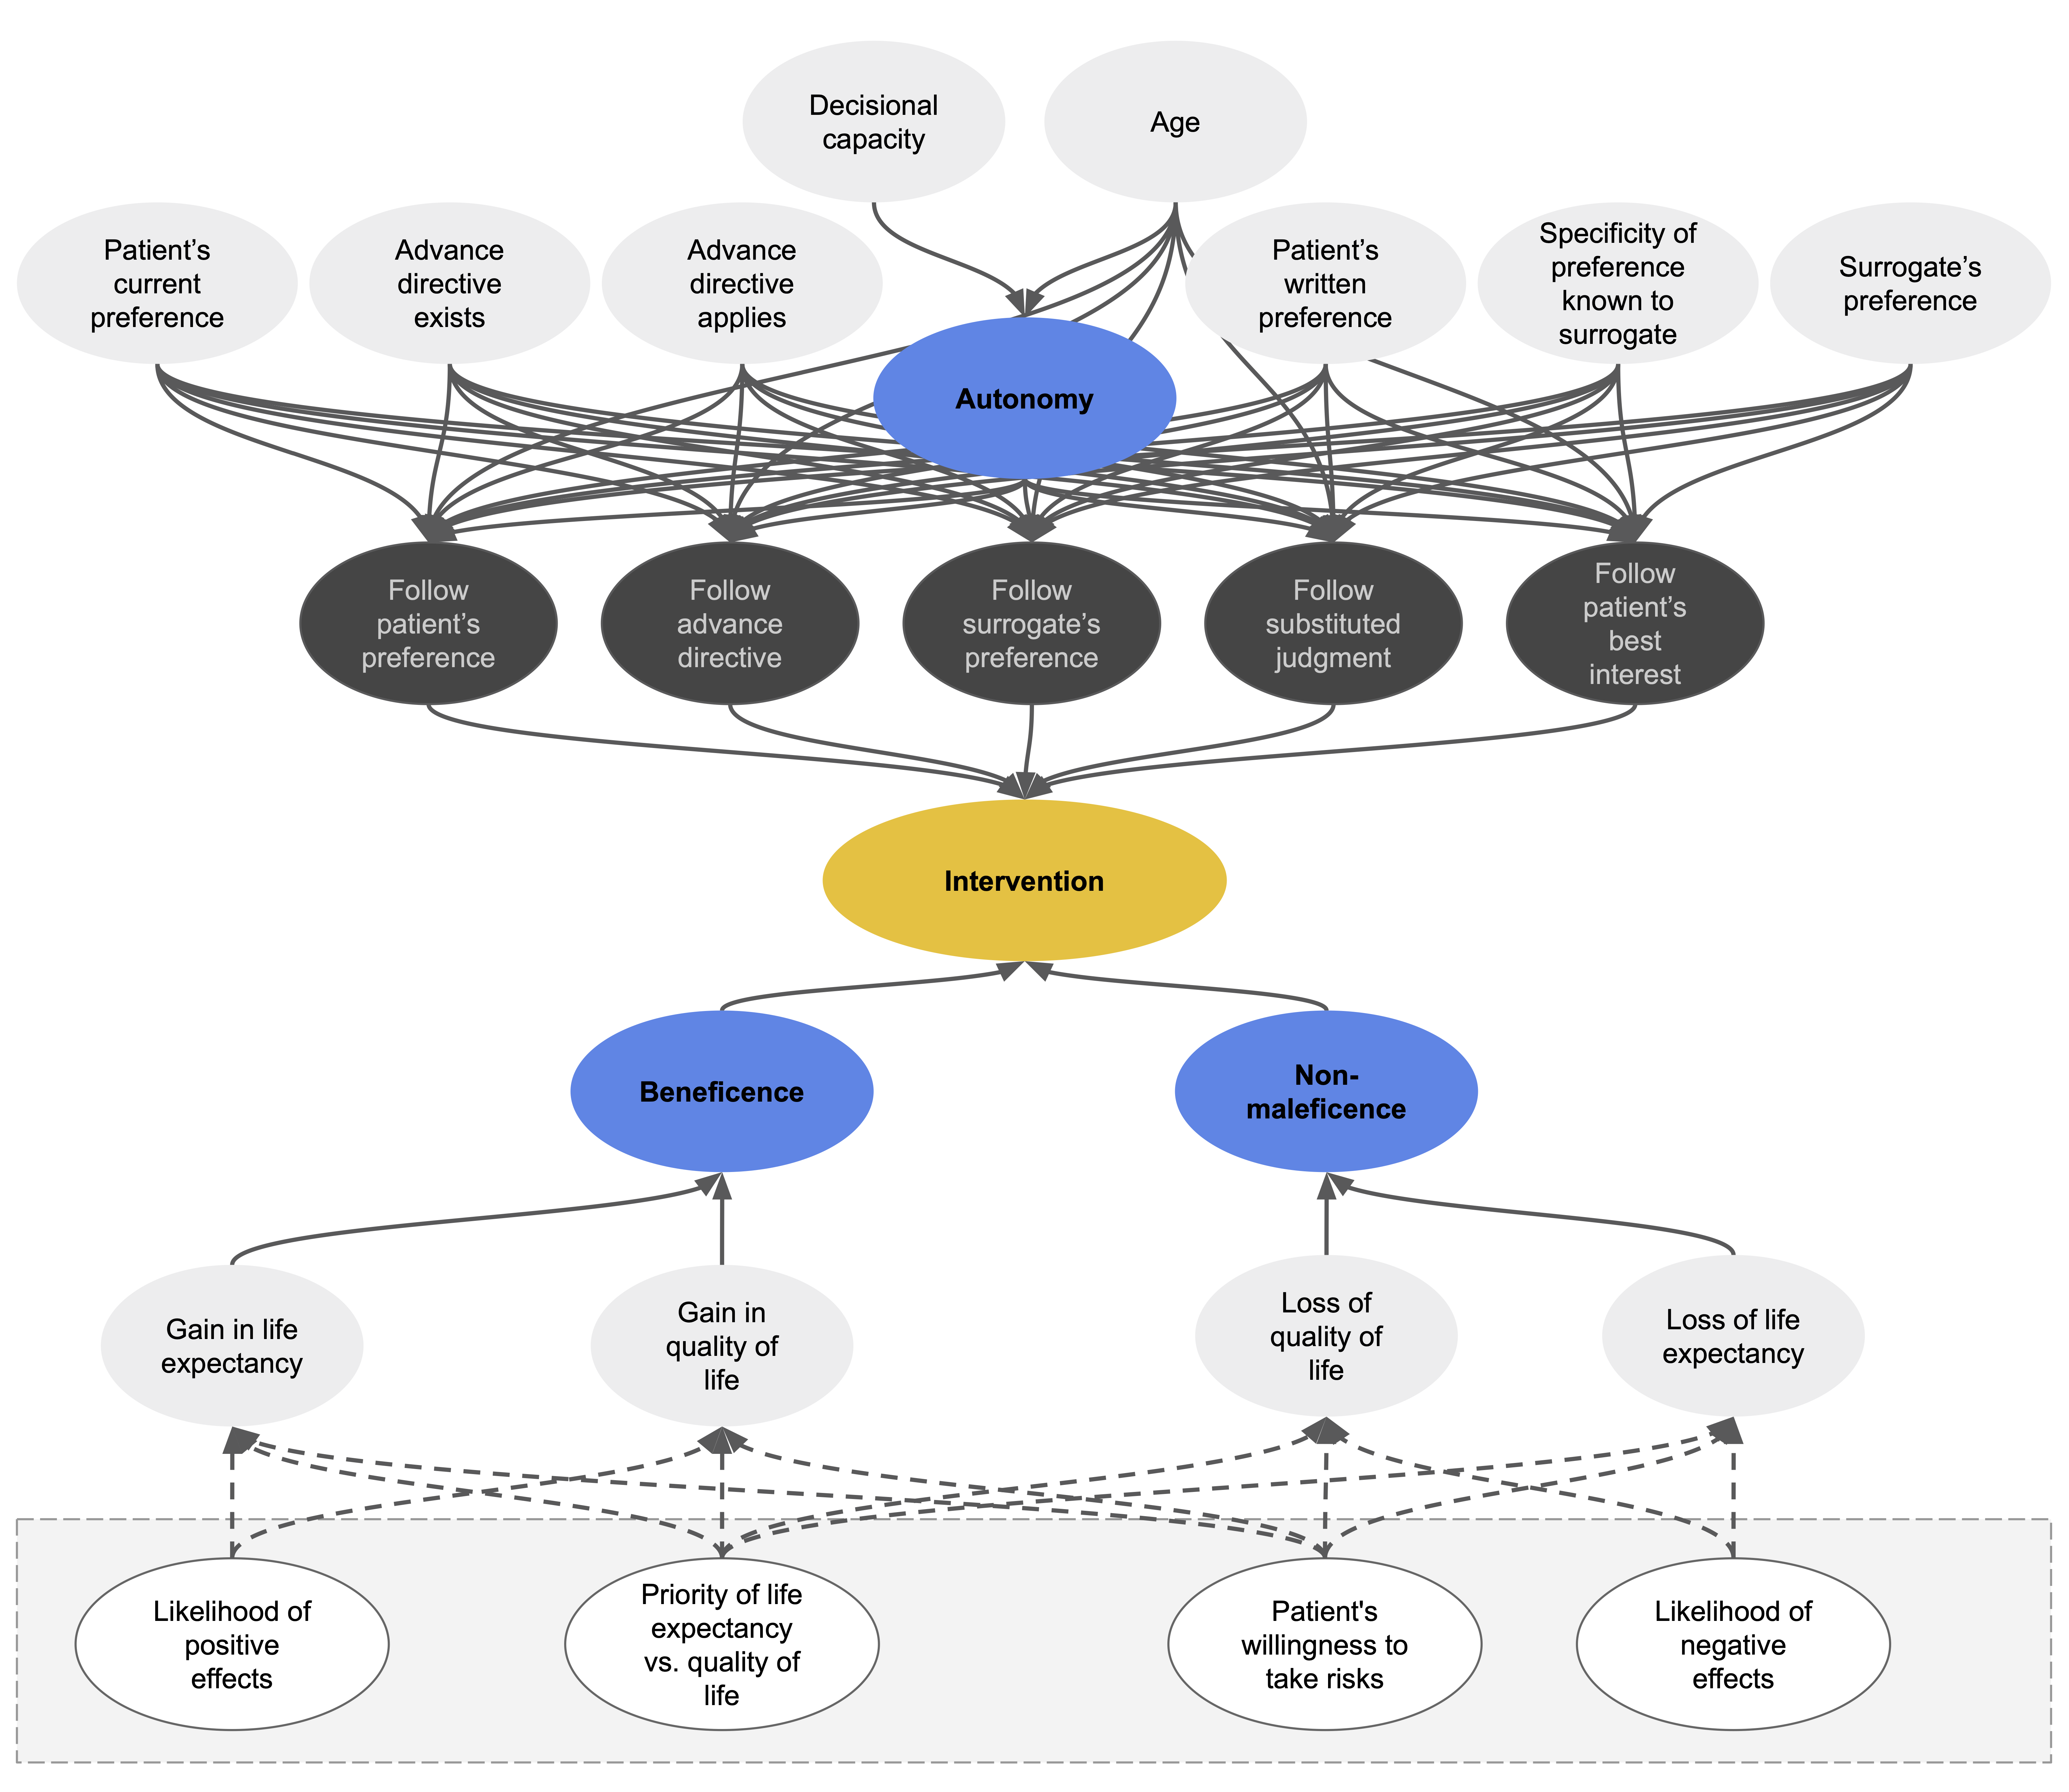 Decisional
capacity
Age
Patient’s
current
preference
Advance
directive
exists
Advance
directive
applies
Patient’s
written
preference
Specificity of
preference
known to
surrogate
Surrogate’s
preference
Autonomy
Follow
patient’s
preference
Follow
advance
directive
Follow
surrogate’s
preference
Follow
substituted
judgment
Follow
patient’s
best
interest
Intervention
Beneficence
Non-
maleficence
Gain in life
expectancy
Gain in
quality of
life
Loss of
quality of
life
Loss of life
expectancy
Likelihood of
positive
effects
Priority of life
expectancy
vs. quality of
life
Patient's
willingness to
take risks
Likelihood of
negative
effects